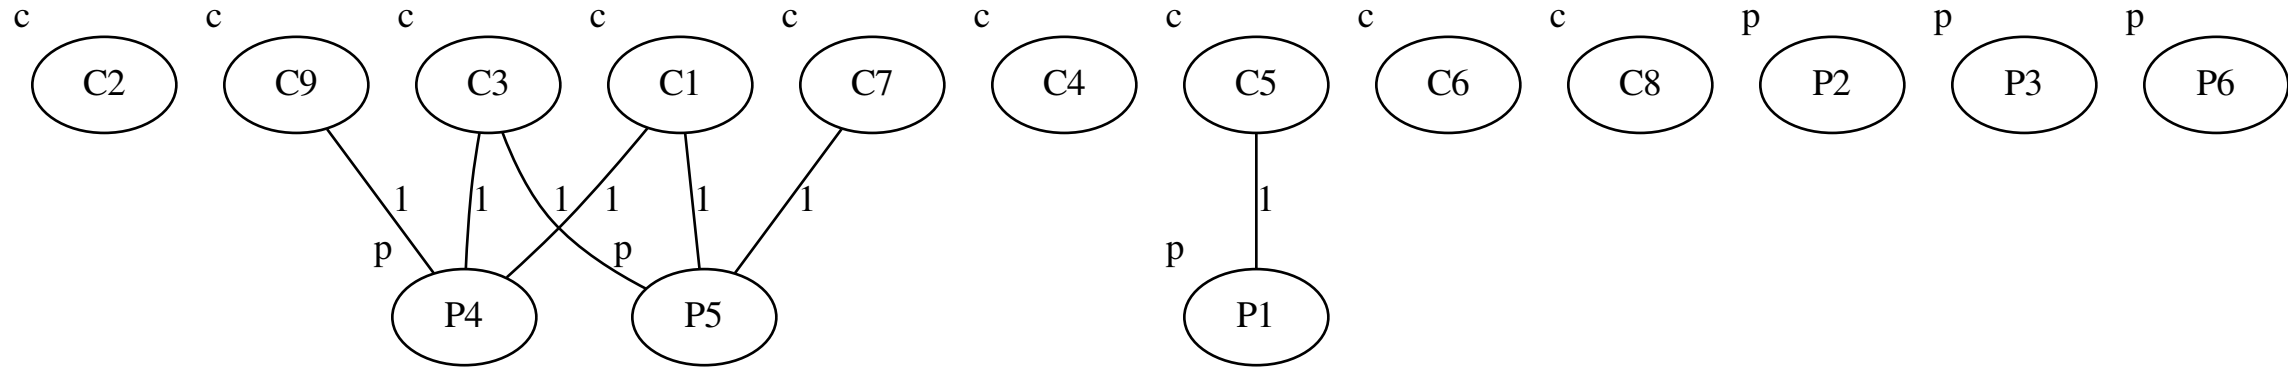 c c c c c c c c c p p p
C2 C9 C3 C1 C7 C4 C5 C6 C8 P2 P3 P6
1 1 1 1 1 1 1
p p p
P4 P5 P1